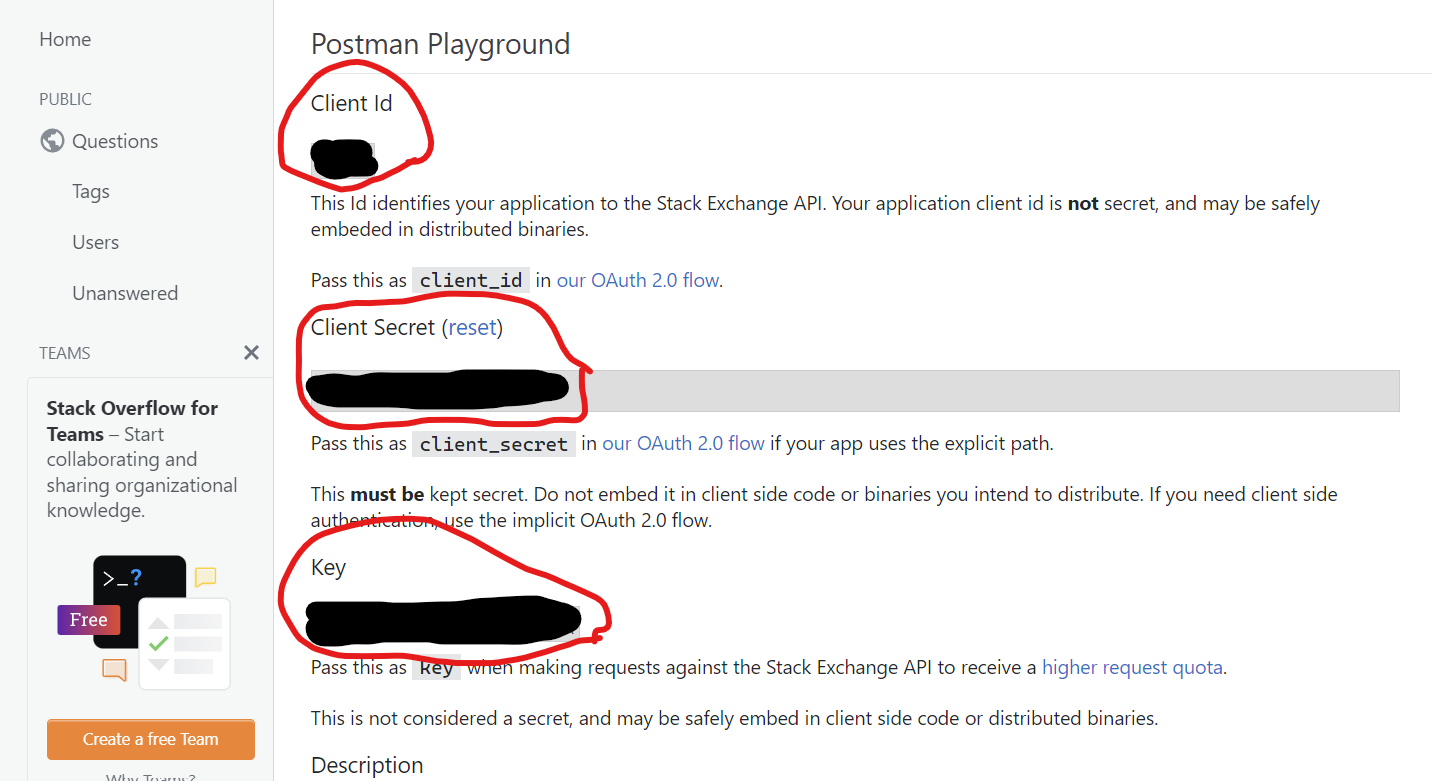 Home
PUBLIC
Questions
Tags
Users
Unanswered
TEAMS
Stack Overflow for
Teams – Start
collaborating and
sharing organizational
knowledge.
>_?
Free
Create a free Team
Why Teams?
Postman Playground
Client Id
This Id identifies your application to the Stack Exchange API. Your application client id is not secret, and may be safely
embeded in distributed binaries.
Pass this as client_id in our OAuth 2.0 flow.
Client Secret (reset)
Pass this as client_secret in our OAuth 2.0 flow if your app uses the explicit path.
This must be kept secret. Do not embed it in client side code or binaries you intend to distribute. If you need client side
authentication, use the implicit OAuth 2.0 flow.
Key
Pass this as key when making requests against the Stack Exchange API to receive a higher request quota.
This is not considered a secret, and may be safely embed in client side code or distributed binaries.
Description